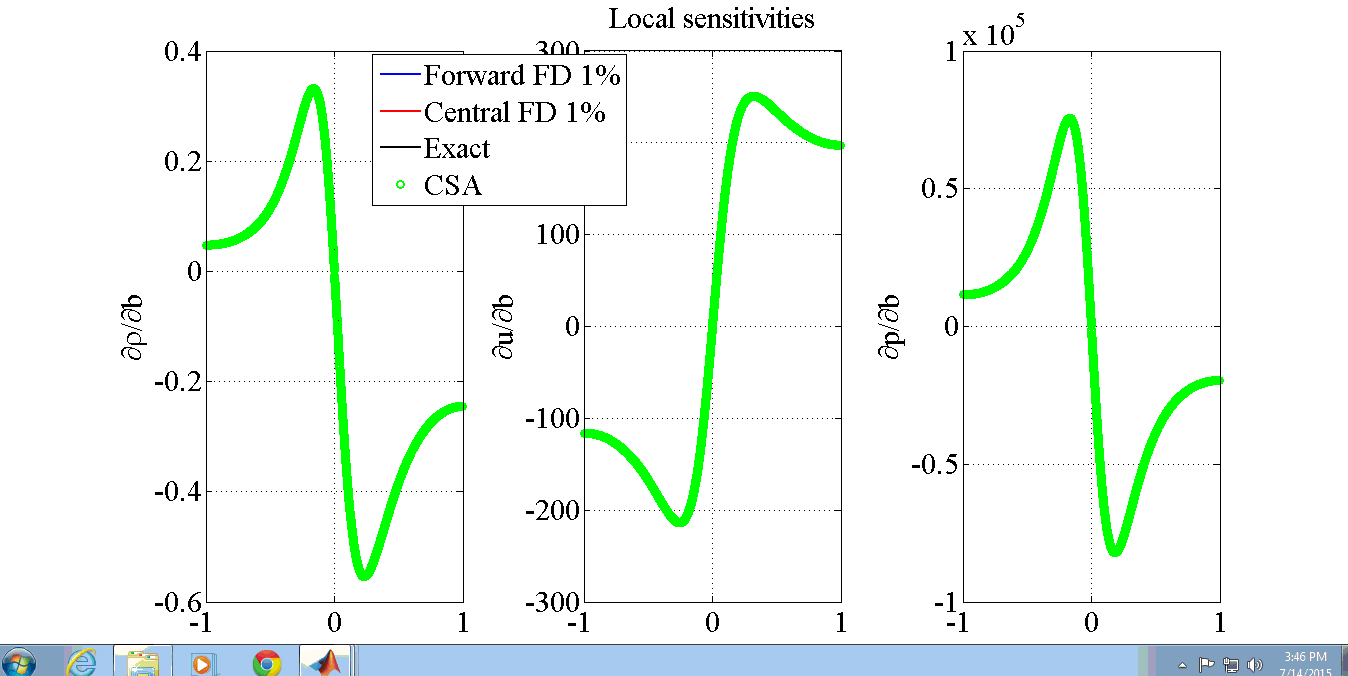 Local sensitivities
0.4
0.2
0
-0.2
-0.4
-0.6
-1
0
1
∂ρ/∂b
Forward FD 1%
Central FD 1%
Exact
CSA
300
100
0
-100
-200
-300
-1
0
1
∂u/∂b
x 10^5
1
0.5
0
-0.5
-1
-1
0
1
∂p/∂b
3:46 PM
7/14/2015